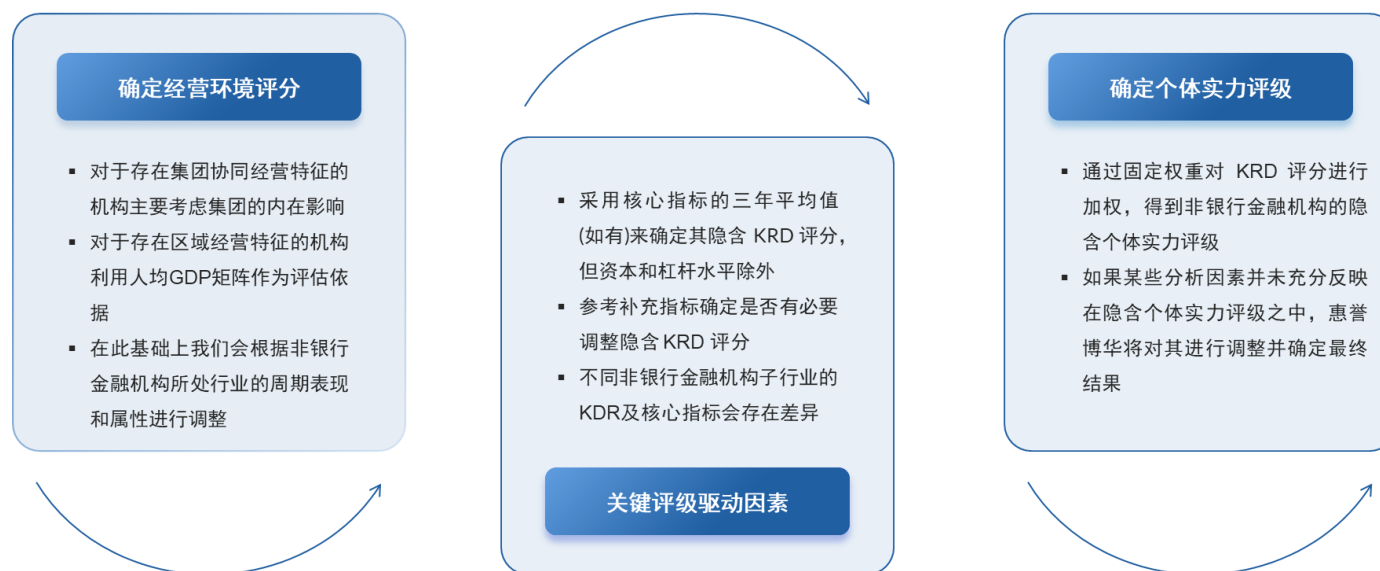 确定经营环境评分
▪ 对于存在集团协同经营特征的
机构主要考虑集团的内在影响
▪ 对于存在区域经营特征的机构
利用人均GDP矩阵作为评估依
据
▪ 在此基础上我们会根据非银行
金融机构所处行业的周期表现
和属性进行调整
▪ 采用核心指标的三年平均值
(如有)来确定其隐含 KRD 评分，
但资本和杠杆水平除外
▪ 参考补充指标确定是否有必要
调整隐含 KRD 评分
▪ 不同非银行金融机构子行业的
KDR及核心指标会存在差异
关键评级驱动因素
确定个体实力评级
▪ 通过固定权重对 KRD 评分进行
加权，得到非银行金融机构的隐
含个体实力评级
▪ 如果某些分析因素并未充分反映
在隐含个体实力评级之中，惠誉
博华将对其进行调整并确定最终
结果